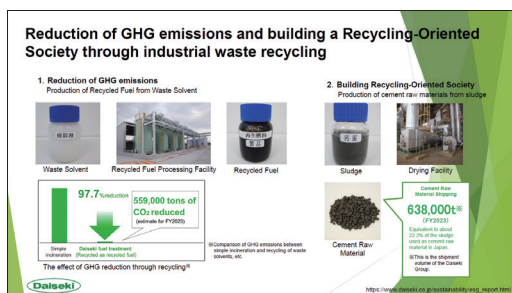 Reduction of GHG emissions and building a Recycling-Oriented
Society through industrial waste recycling
1. Reduction of GHG emissions
Production of Recycled Fuel from Waste Solvent
Waste Solvent
Recycled Fuel Processing Facility
Recycled Fuel
97.7%reduction
559,000 tons of
CO2 reduced
(estimate for FY2023)
Simple
incineration
Daiseki fuel treatment
(Recycled as recycled fuel)
※Comparison of GHG emissions between
simple incineration and recycling of waste
solvents, etc.
The effect of GHG reduction through recycling※
2. Building Recycling-Oriented Society
Production of cement raw materials from sludge
汚泥
Sludge
Drying Facility
Cement Raw
Material
Cement Raw
Material Shipping
638,000t※
(FY2023)
Equivalent to about
22.2% of the sludge
used as cement raw
material in Japan.
※This is the shipment
volume of the Daiseki
Group.
Daiseki
https://www.daiseki.co.jp/sustainability/esg_report.html